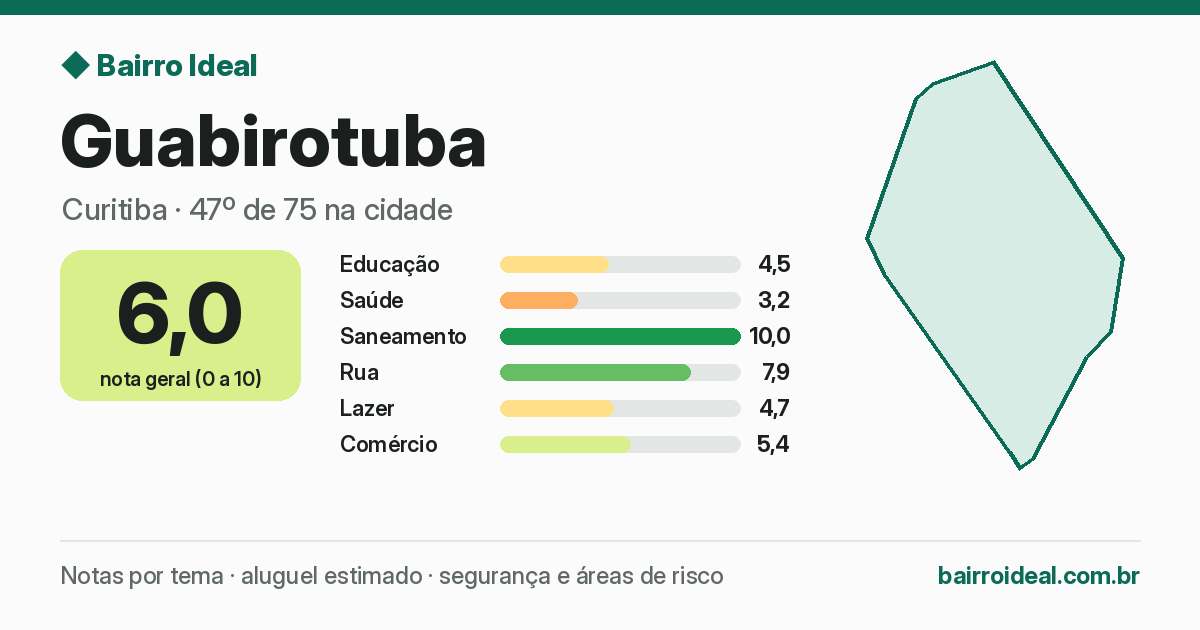 Bairro Ideal
Guabirotuba
Curitiba · 47º de 75 na cidade
6,0
nota geral (0 a 10)
Educação 4,5
Saúde 3,2
Saneamento 10,0
Rua 7,9
Lazer 4,7
Comércio 5,4
Notas por tema · aluguel estimado · segurança e áreas de risco
bairroideal.com.br